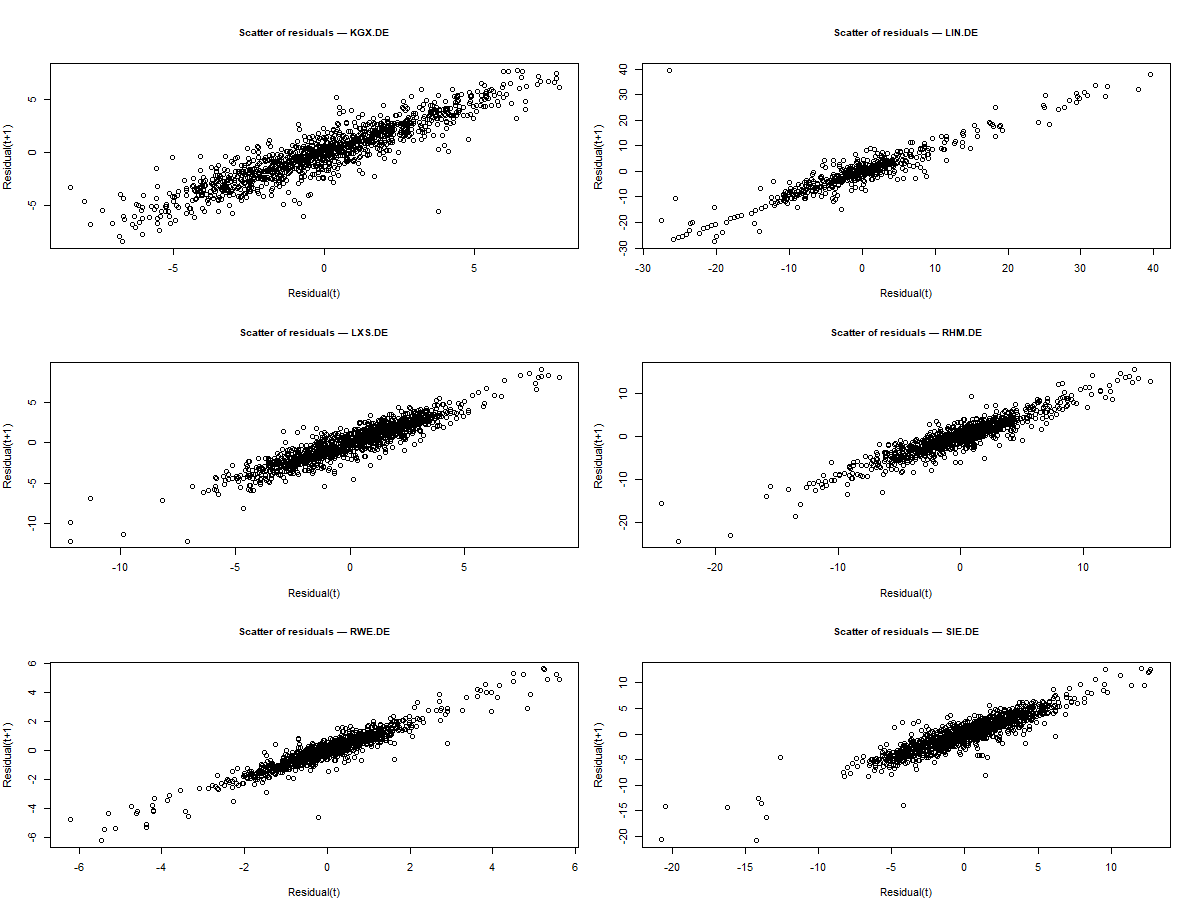 Scatter of residuals — KGX.DE
5
0
-5
Residual(t+1)
-5 0 5
Residual(t)
Scatter of residuals — LIN.DE
40
30
20
10
0
-10
-20
-30
Residual(t+1)
-30 -20 -10 0 10 20 30 40
Residual(t)
Scatter of residuals — LXS.DE
5
0
-5
-10
Residual(t+1)
-10 -5 0 5
Residual(t)
Scatter of residuals — RHM.DE
10
0
-10
-20
Residual(t+1)
-20 -10 0 10
Residual(t)
Scatter of residuals — RWE.DE
6
4
2
0
-2
-4
-6
Residual(t+1)
-6 -4 -2 0 2 4 6
Residual(t)
Scatter of residuals — SIE.DE
10
5
0
-5
-10
-15
-20
Residual(t+1)
-20 -15 -10 -5 0 5 10
Residual(t)